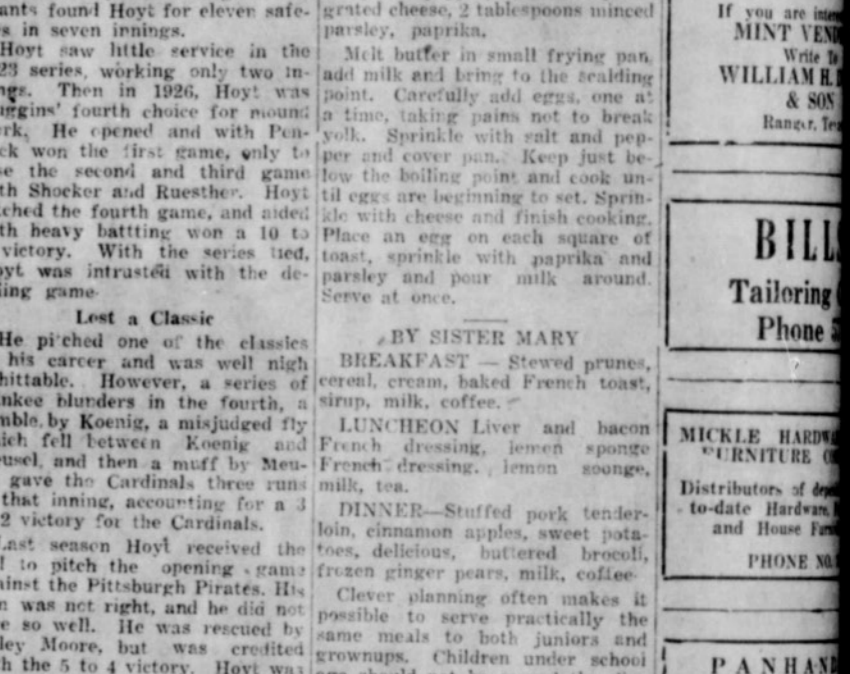 ants found Hoyt for eleven safe-
s in seven innings.
Hoyt saw little service in the
23 series, working only two in-
ngs. Then in 1926, Hoyt was
uggins' fourth choice for mound
rk. He opened and with Pen-
ck won the first game, only to
se the second and third game
th Shocker and Ruesther. Hoyt
tched the fourth game, and aided
th heavy battting won a 10 to
victory. With the series tied,
oyt was intrusted with the de-
ding game.
Lost a Classic
He pitched one of the classics
his career and was well nigh
hittable. However, a series of
nkee blunders in the fourth, a
mble by Koenig, a misjudged fly
ich fell between Koenig and
eusel, and then a muff by Meu-
gave the Cardinals three runs
that inning, accounting for a 3
2 victory for the Cardinals.
Last season Hoyt received the
l to pitch the opening game
ainst the Pittsburgh Pirates. His
n was not right, and he did not
e so well. He was rescued by
ley Moore, but was credited
h the 5 to 4 victory. Hoyt was
grated cheese, 2 tablespoons minced
parsley, paprika.
Melt butter in small frying pan
add milk and bring to the scalding
point. Carefully add eggs, one at
a time, taking pains not to break
yolk. Sprinkle with salt and pep-
per and cover pan. Keep just be-
low the boiling point and cook un-
til eggs are beginning to set. Sprin-
kle with cheese and finish cooking.
Place an egg on each square of
toast, sprinkle with paprika and
parsley and pour milk around.
Serve at once.
BY SISTER MARY
BREAKFAST — Stewed prunes,
cereal, cream, baked French toast,
sirup, milk, coffee.
LUNCHEON Liver and bacon
French dressing, lemon sponge
French dressing, lemon sounge,
milk, tea.
DINNER—Stuffed pork tender-
loin, cinnamon apples, sweet pota-
toes, delicious, buttered brocoli,
frozen ginger pears, milk, coffee
Clever planning often makes it
possible to serve practically the
same meals to both juniors and
grownups. Children under school
If you are inte
MINT VEND
Write To
WILLIAM H.
& SON
Ranger, Tex
BILL
Tailoring
Phone 5
MICKLE HARDWA
FURNITURE CO
Distributors of depe
to-date Hardware,
and House Furn
PHONE NO.
PANHAND